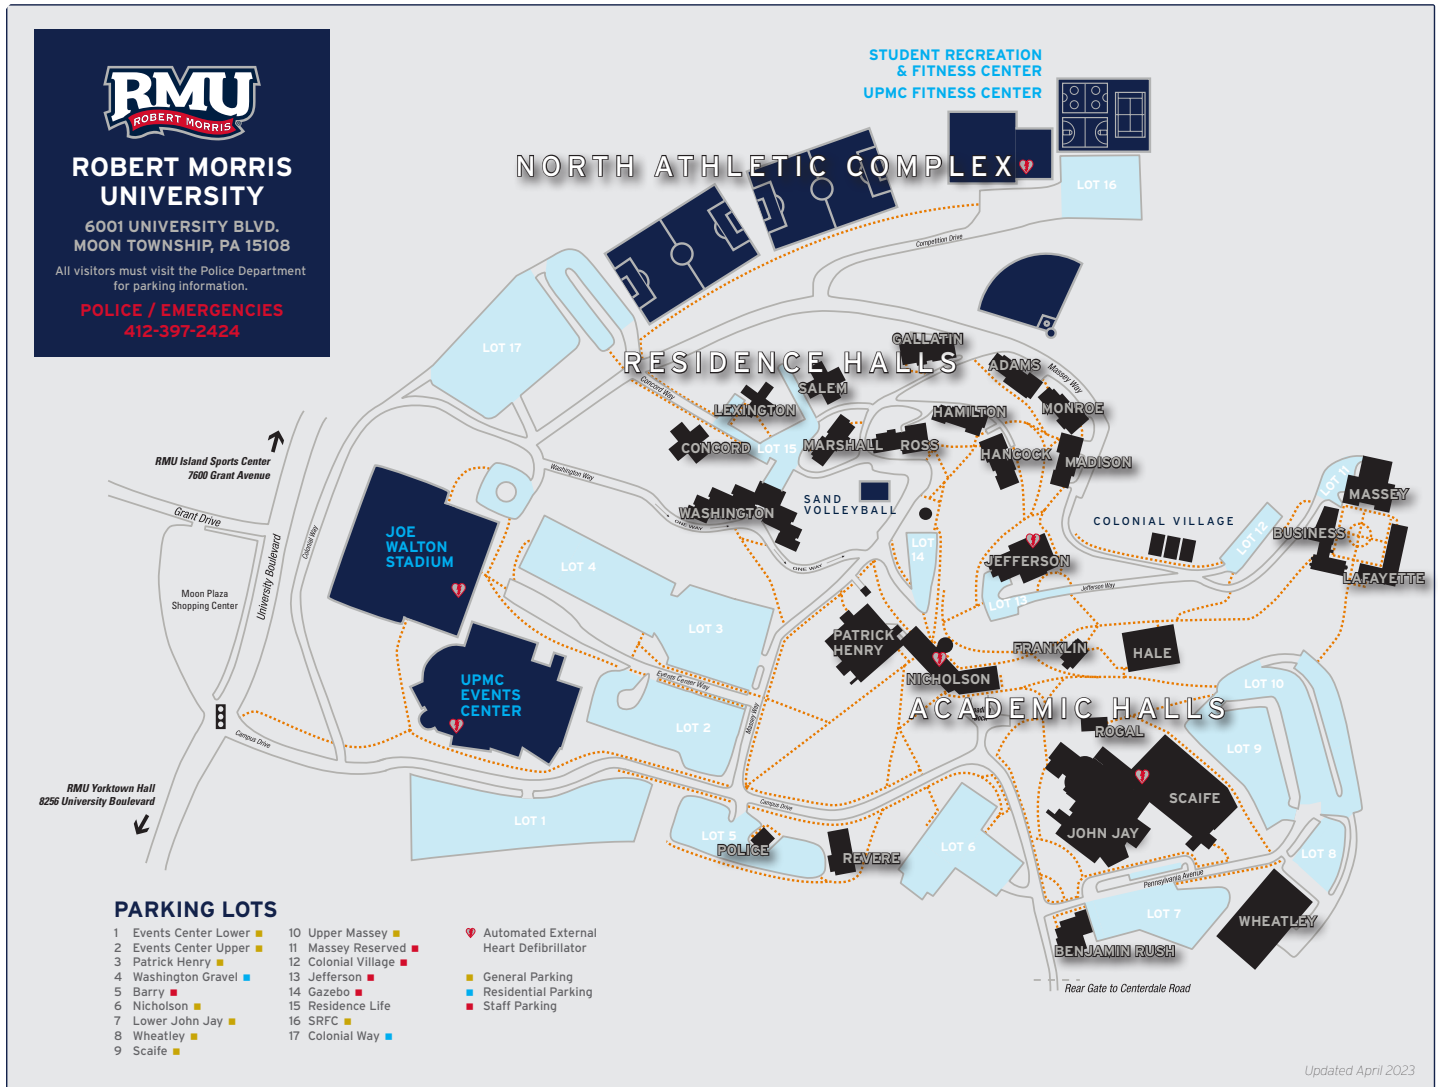 RMU
ROBERT MORRIS
ROBERT MORRIS
UNIVERSITY
6001 UNIVERSITY BLVD.
MOON TOWNSHIP, PA 15108
All visitors must visit the Police Department
for parking information.
POLICE / EMERGENCIES
412-397-2424
STUDENT RECREATION
& FITNESS CENTER
UPMC FITNESS CENTER
NORTH ATHLETIC COMPLEX
LOT 16
Competition Drive
LOT 17
RESIDENCE HALLS
GALLATIN
ADAMS
Massey Way
SALEM
Concord Way
LEXINGTON
HAMILTON
MONROE
CONCORD
LOT 15
MARSHALL
ROSS
HANCOCK
MADISON
RMU Island Sports Center
7600 Grant Avenue
Washington Way
LOT 11
MASSEY
SAND
VOLLEYBALL
WASHINGTON
ONE WAY
ONE WAY
COLONIAL VILLAGE
LOT 12
BUSINESS
LAFAYETTE
Grant Drive
Colonial Way
University Boulevard
JOE
WALTON
STADIUM
LOT 4
LOT
14
JEFFERSON
LOT 13
Jefferson Way
Moon Plaza
Shopping Center
LOT 3
PATRICK
HENRY
FRANKLIN
HALE
NICHOLSON
UPMC
EVENTS
CENTER
Events Center Way
LOT 10
ACADEMIC HALLS
Massey Way
LOT 2
ROGAL
LOT 9
Campus Drive
RMU Yorktown Hall
8256 University Boulevard
SCAIFE
Campus Drive
LOT 1
LOT 5
POLICE
REVERE
LOT 6
JOHN JAY
LOT 8
Pennsylvania Avenue
LOT 7
WHEATLEY
BENJAMIN RUSH
Rear Gate to Centerdale Road
PARKING LOTS
1 Events Center Lower
2 Events Center Upper
3 Patrick Henry
4 Washington Gravel
5 Barry
6 Nicholson
7 Lower John Jay
8 Wheatley
9 Scaife
10 Upper Massey
11 Massey Reserved
12 Colonial Village
13 Jefferson
14 Gazebo
15 Residence Life
16 SRFC
17 Colonial Way
Automated External
Heart Defibrillator
General Parking
Residential Parking
Staff Parking
Updated April 2023